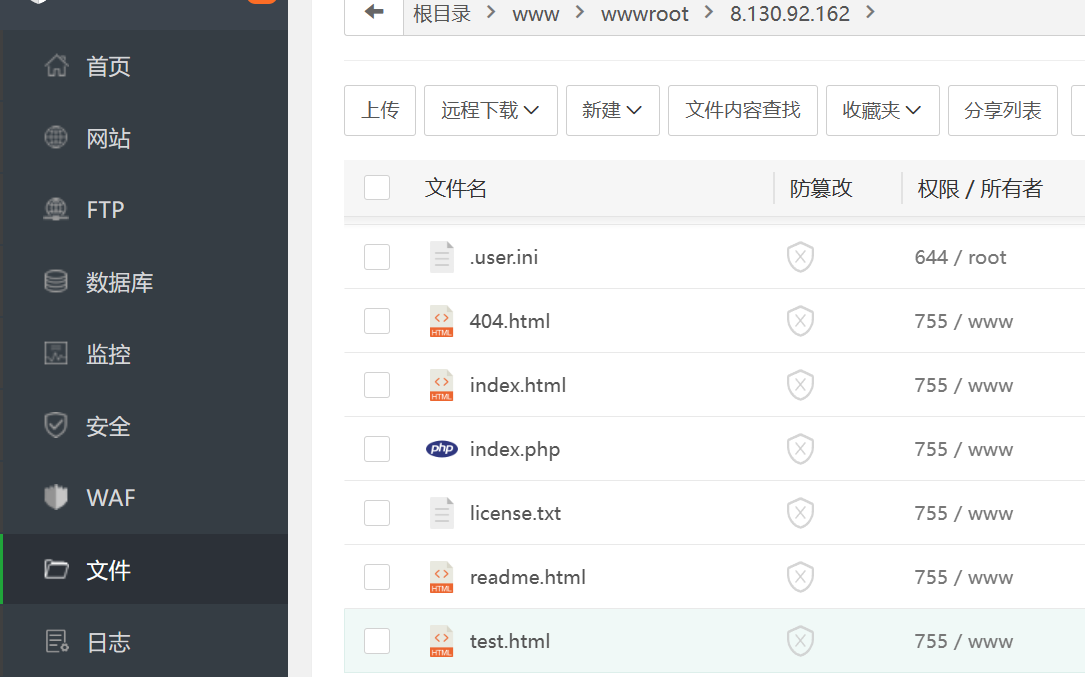 根目录 > www > wwwroot > 8.130.92.162 >
上传 远程下载 新建 文件内容查找 收藏夹 分享列表
文件名 防篡改 权限 / 所有者
.user.ini 644 / root
HTML 404.html 755 / www
HTML index.html 755 / www
php index.php 755 / www
license.txt 755 / www
HTML readme.html 755 / www
HTML test.html 755 / www
首页
网站
FTP
数据库
监控
安全
WAF
文件
日志